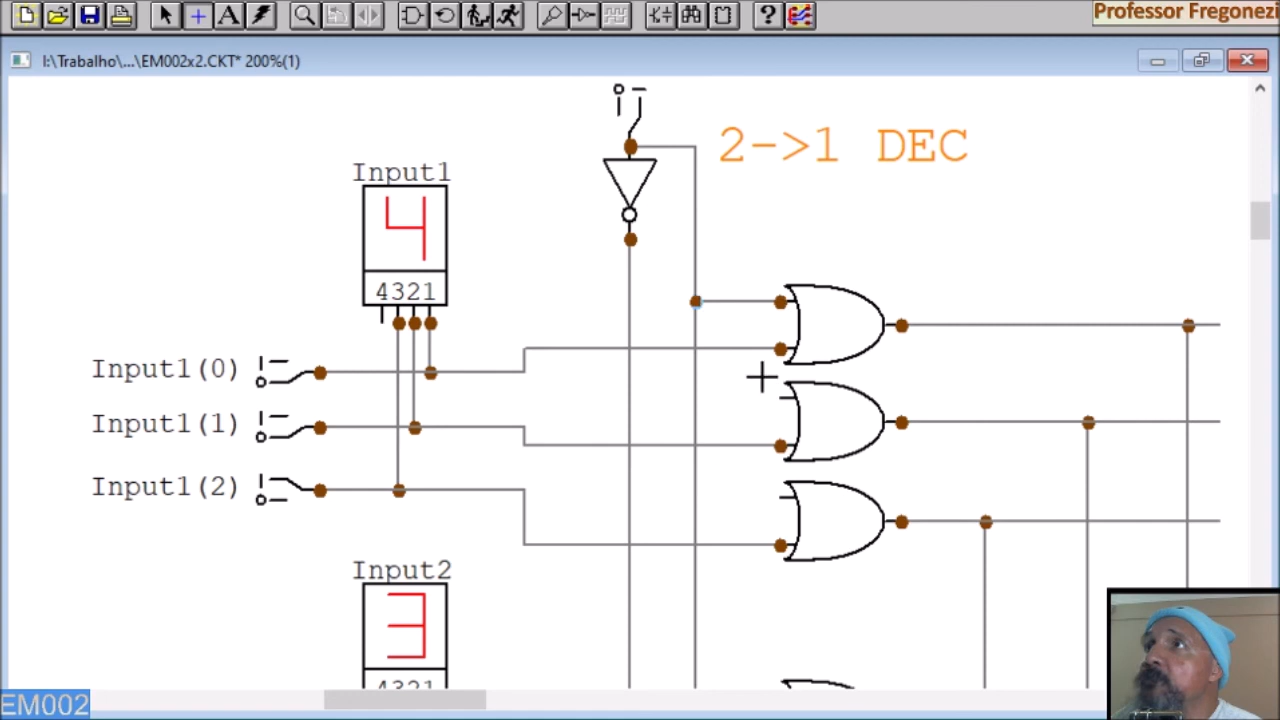 Professor Fregonezi
I:\Trabalho\...\EM002x2.CKT* 200%(1)
2->1 DEC
Input1
4
4321
Input1(0)
Input1(1)
Input1(2)
Input2
3
4321
EM002